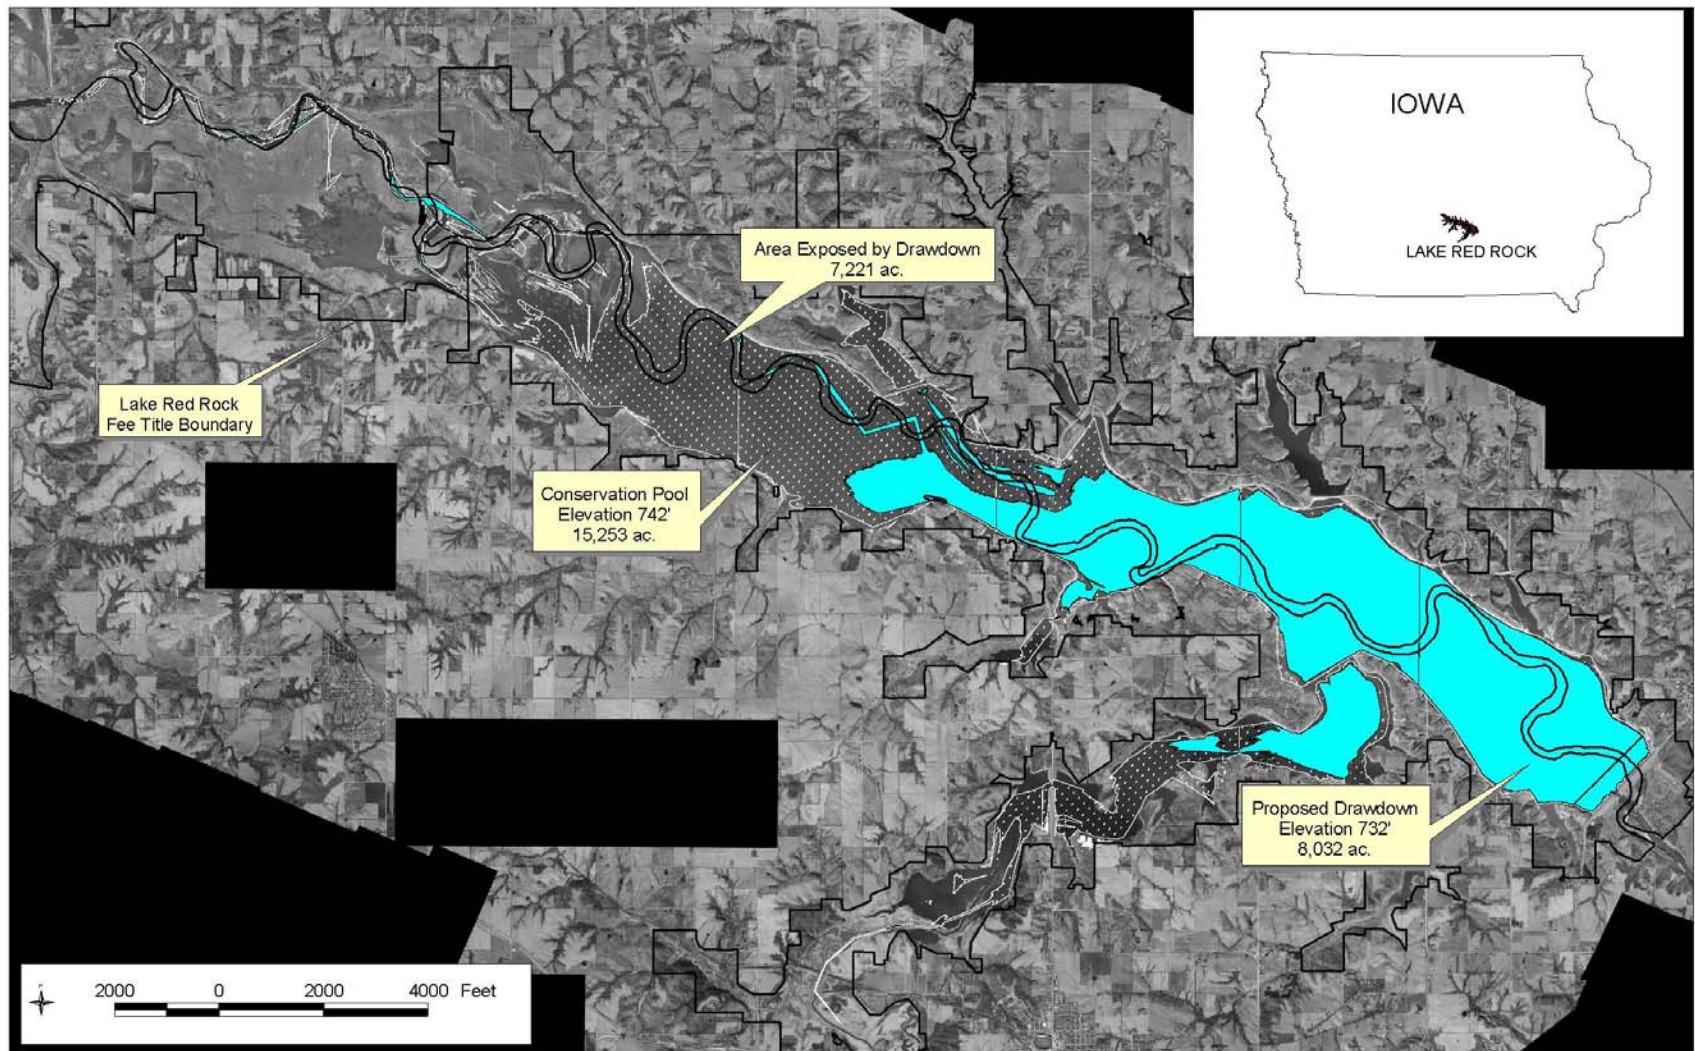 IOWA
LAKE RED ROCK
Area Exposed by Drawdown
7,221 ac.
Lake Red Rock
Fee Title Boundary
Conservation Pool
Elevation 742'
15,253 ac.
Proposed Drawdown
Elevation 732'
8,032 ac.
2000 0 2000 4000 Feet